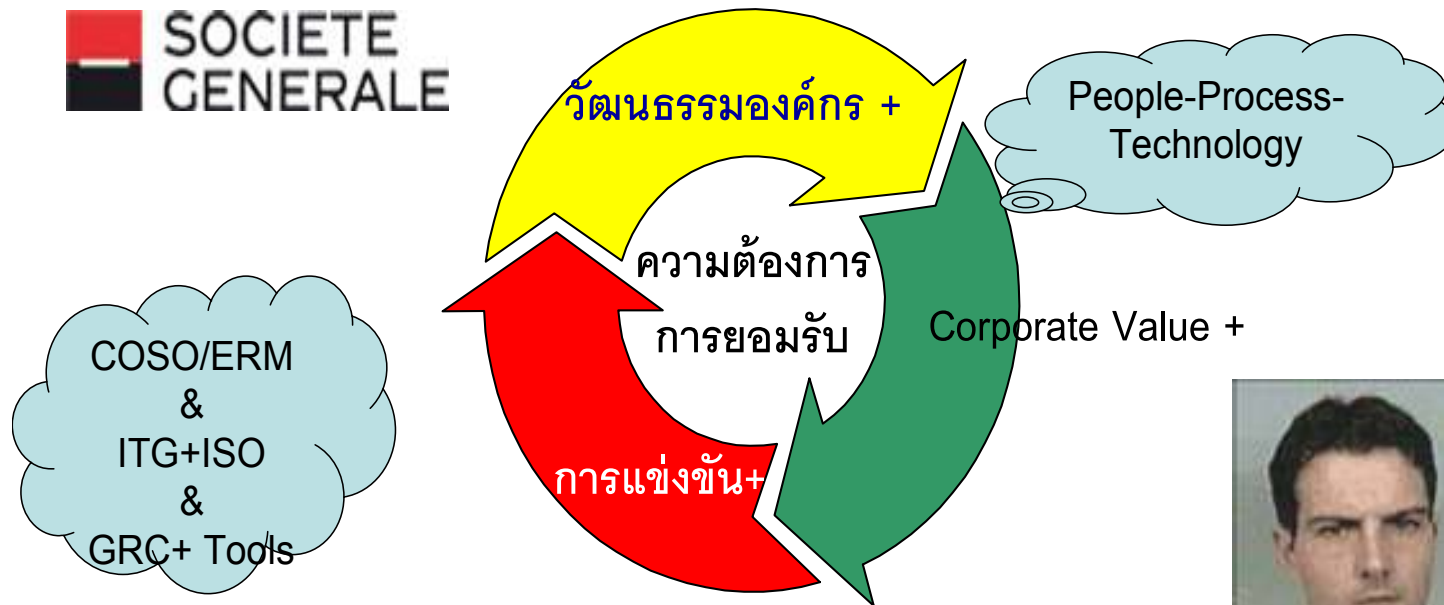 SOCIETE
GENERALE
วัฒนธรรมองค์กร +
People-Process-
Technology
ความต้องการ
การยอมรับ
Corporate Value +
COSO/ERM
&
ITG+ISO
&
GRC+ Tools
การแข่งขัน+